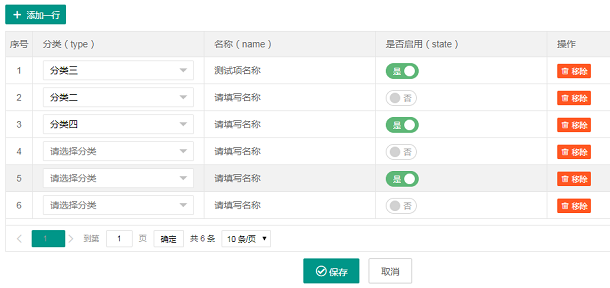 添加一行
序号 分类（type） 名称（name） 是否启用（state） 操作
1 分类三 测试项名称 是 移除
2 分类二 请填写名称 否 移除
3 分类四 请填写名称 是 移除
4 请选择分类 请填写名称 否 移除
5 请选择分类 请填写名称 是 移除
6 请选择分类 请填写名称 否 移除
1 到第 1 页 确定 共 6 条 10 条/页
保存 取消